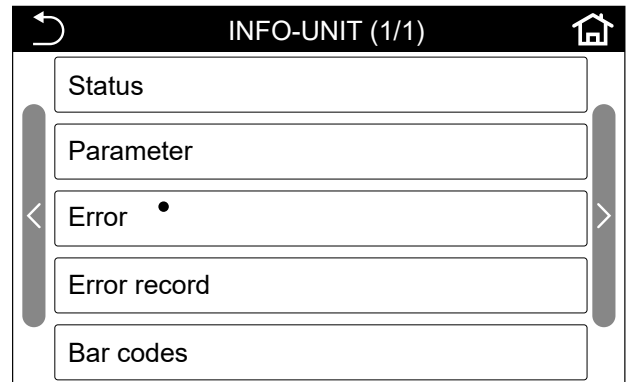 INFO-UNIT (1/1)
Status
Parameter
Error
Error record
Bar codes